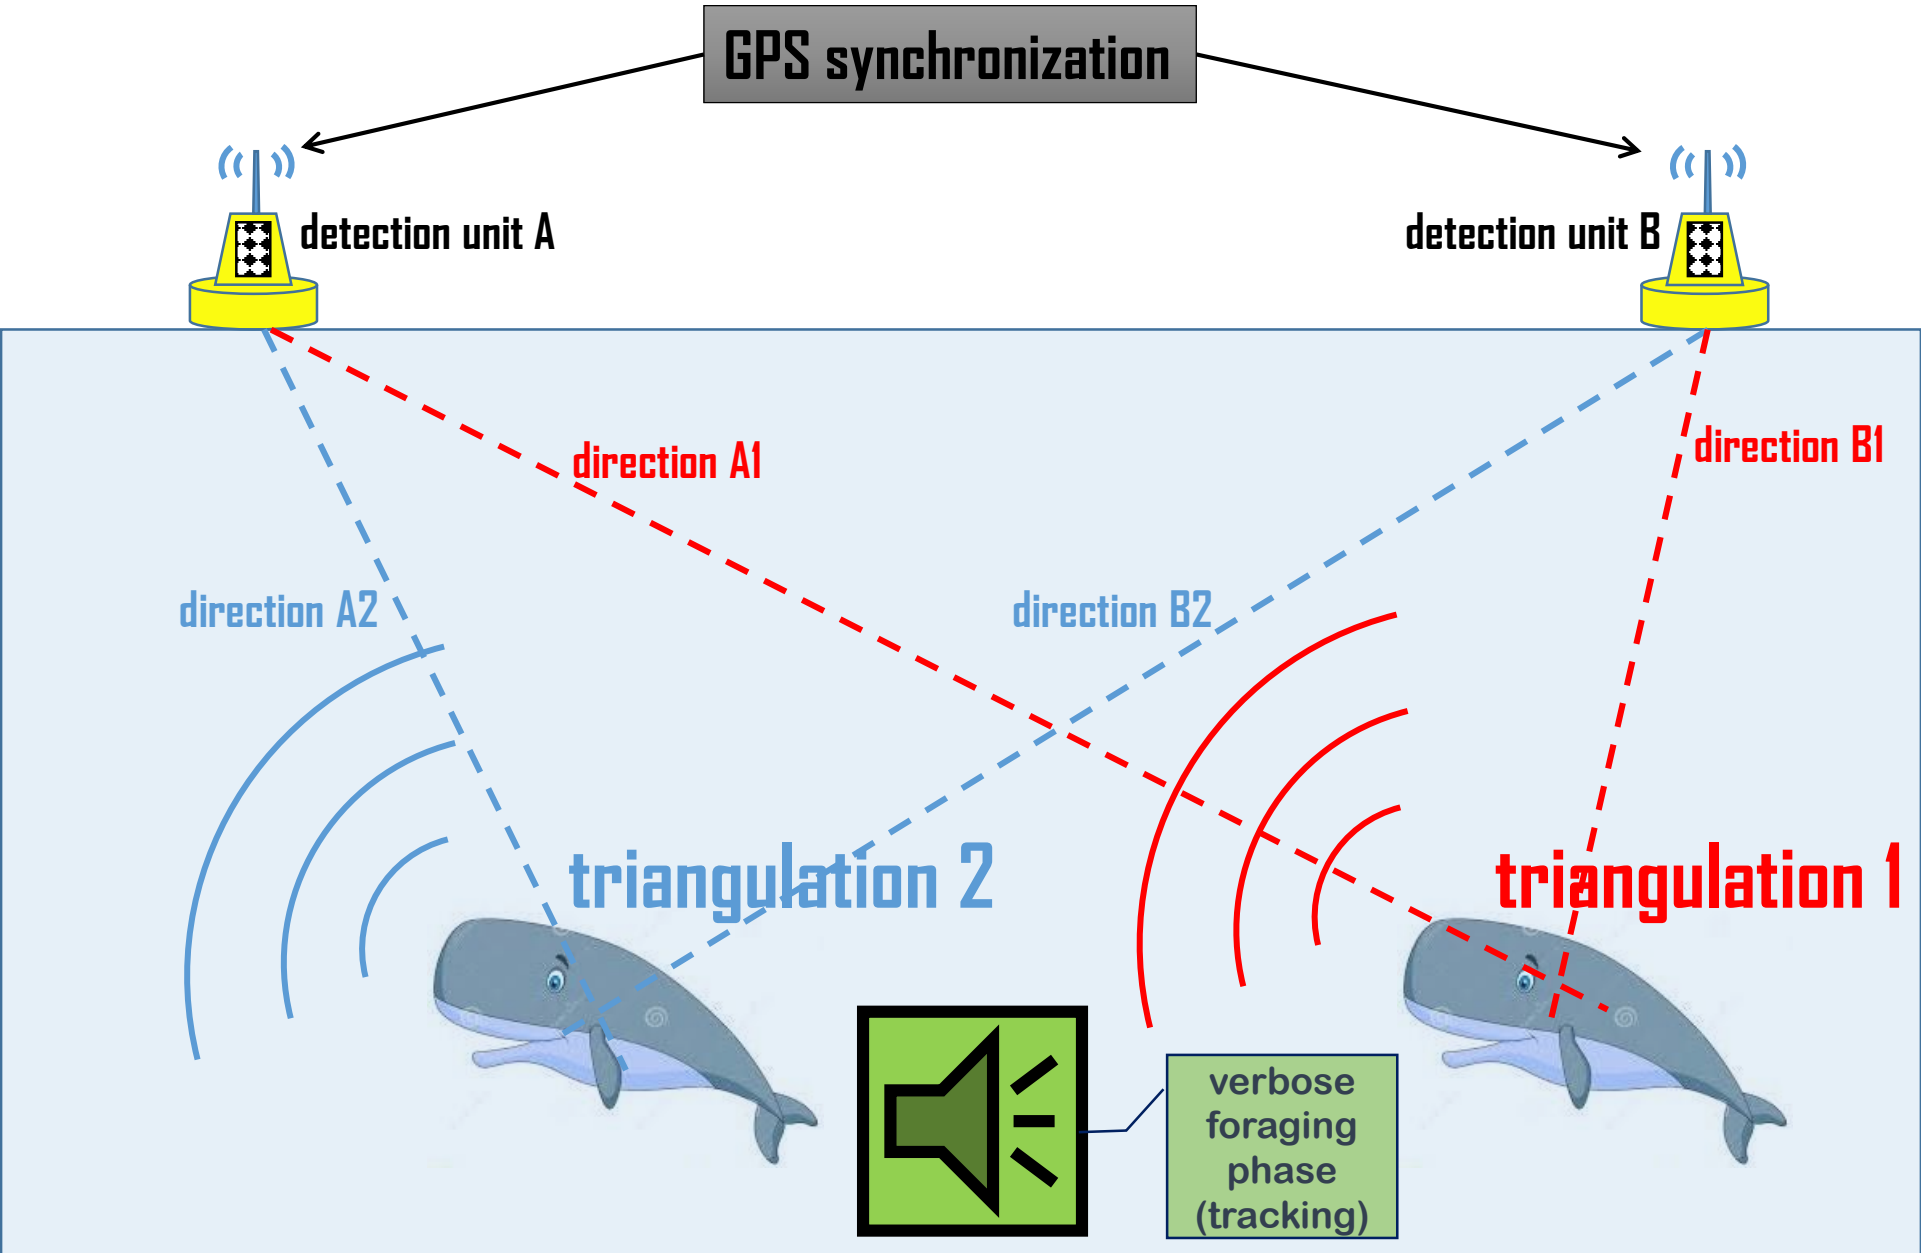 GPS synchronization
detection unit A
detection unit B
direction A1
direction B1
direction A2
direction B2
triangulation 2
triangulation 1
verbose
foraging
phase
(tracking)